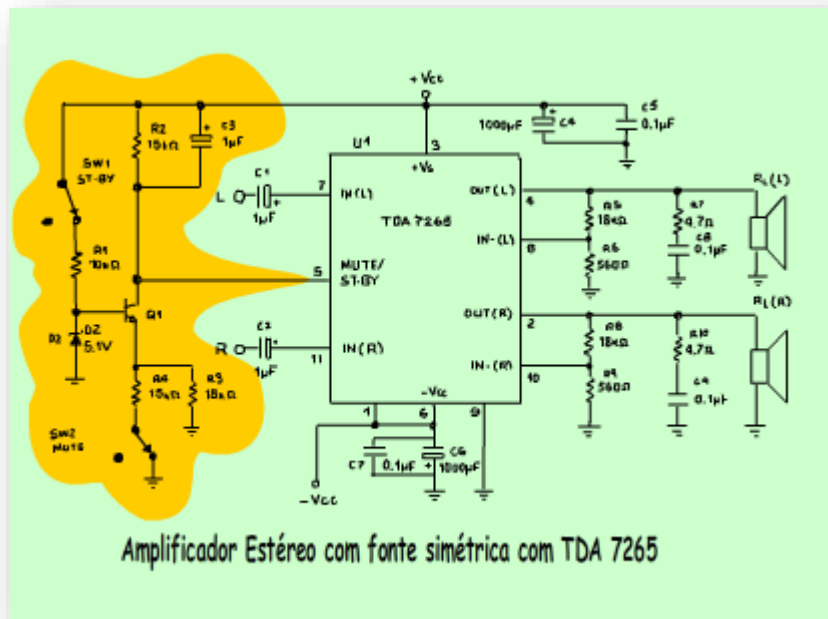 +Vcc
R2
15kΩ
C3
1µF
+
1000µF
+
C4
C5
0.1µF
SW1
ST-BY
U1
3
+Vs
C1
L
+
1µF
7
IN(L)
TDA 7265
OUT(L)
4
RL(L)
R5
18kΩ
R7
4.7Ω
C8
0.1µF
IN-(L)
8
R6
560Ω
R1
10kΩ
5
MUTE/
ST-BY
Q1
DZ
5.1V
OUT(R)
2
RL(R)
C2
R
1µF
11
IN(R)
R8
18kΩ
R10
4.7Ω
IN-(R)
10
R9
560Ω
C9
0.1µF
R4
15kΩ
R3
18kΩ
-Vcc
1
6
9
SW2
MUTE
C7
0.1µF
C6
+
1000µF
-Vcc
Amplificador Estéreo com fonte simétrica com TDA 7265